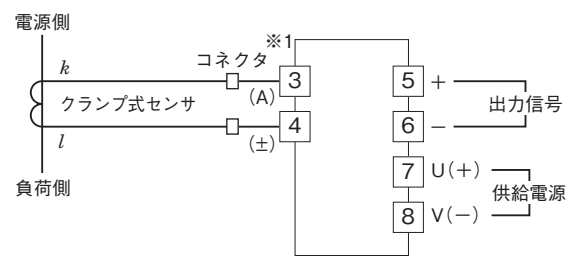 電源側
※1
k
コネクタ
3
5
+
(A)
クランプ式センサ
出力信号
4
6
−
l
(±)
7
U(+)
負荷側
供給電源
8
V(−)